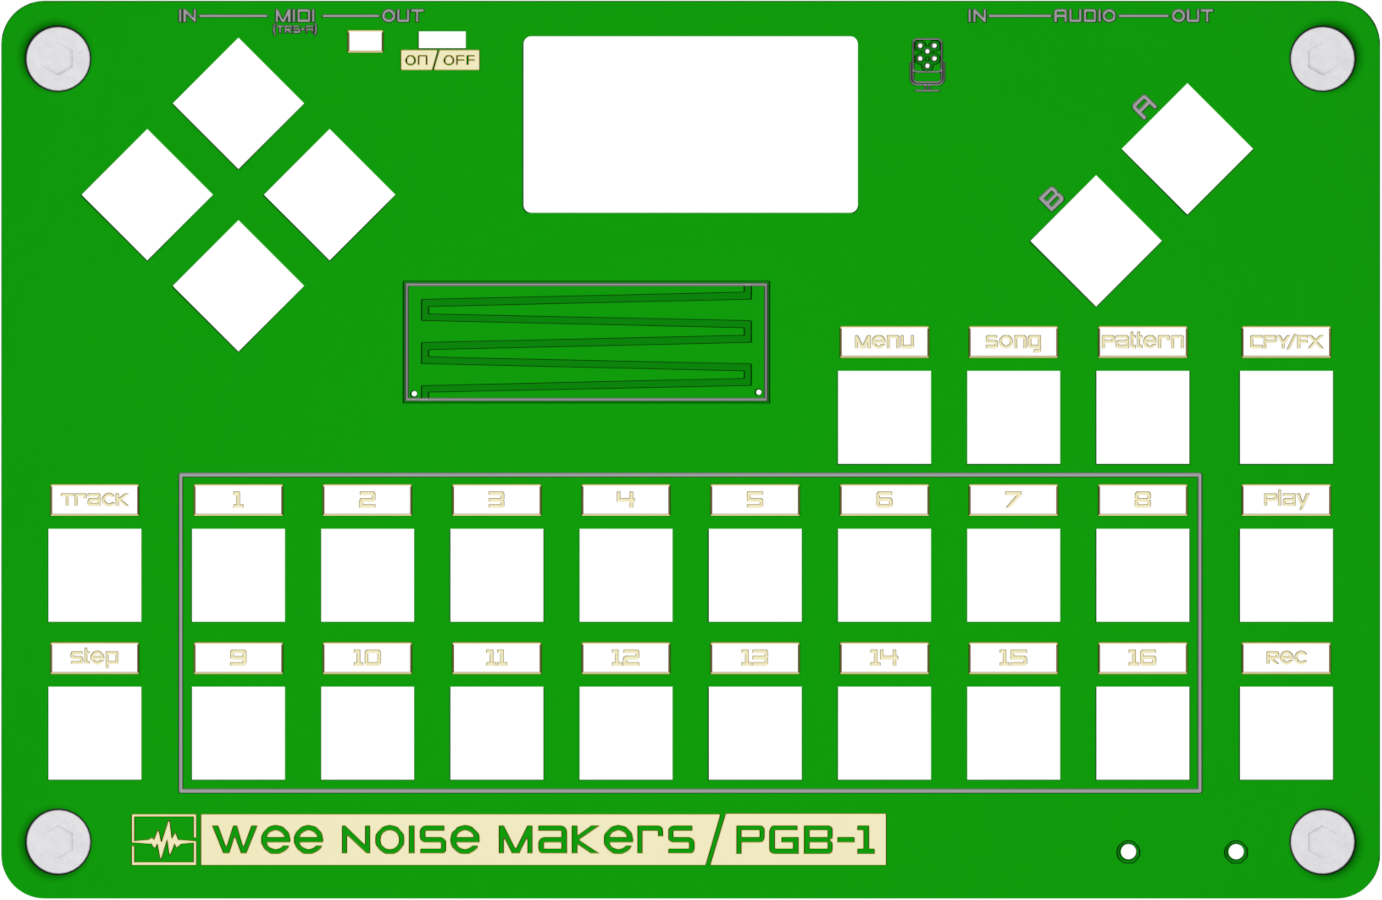 IN MIDI OUT
(TRS-A)
ON/OFF
IN AUDIO OUT
A
B
Menu
Song
Pattern
CPY/FX
Track
1
2
3
4
5
6
7
8
Play
Step
9
10
11
12
13
14
15
16
Rec
Wee Noise Makers/PGB-1